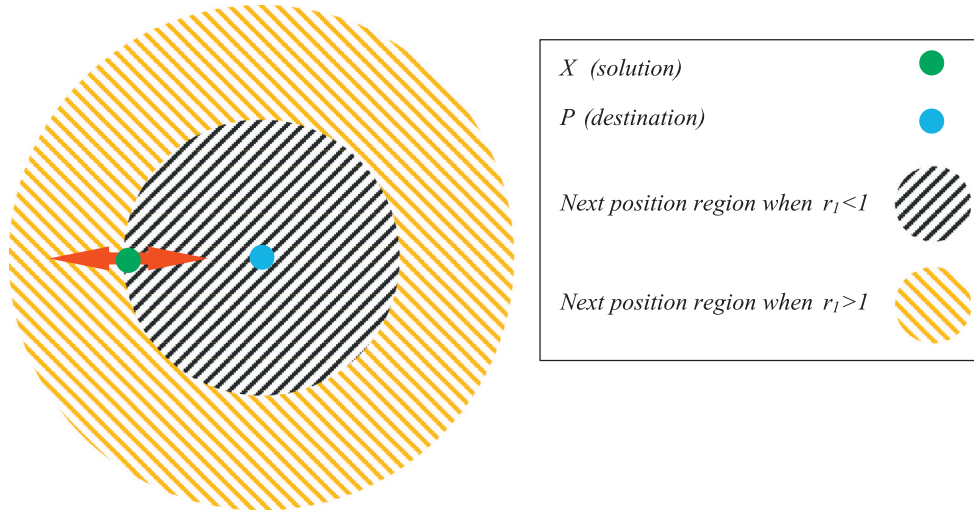 X (solution)
P (destination)
Next position region when r₁<1
Next position region when r₁>1